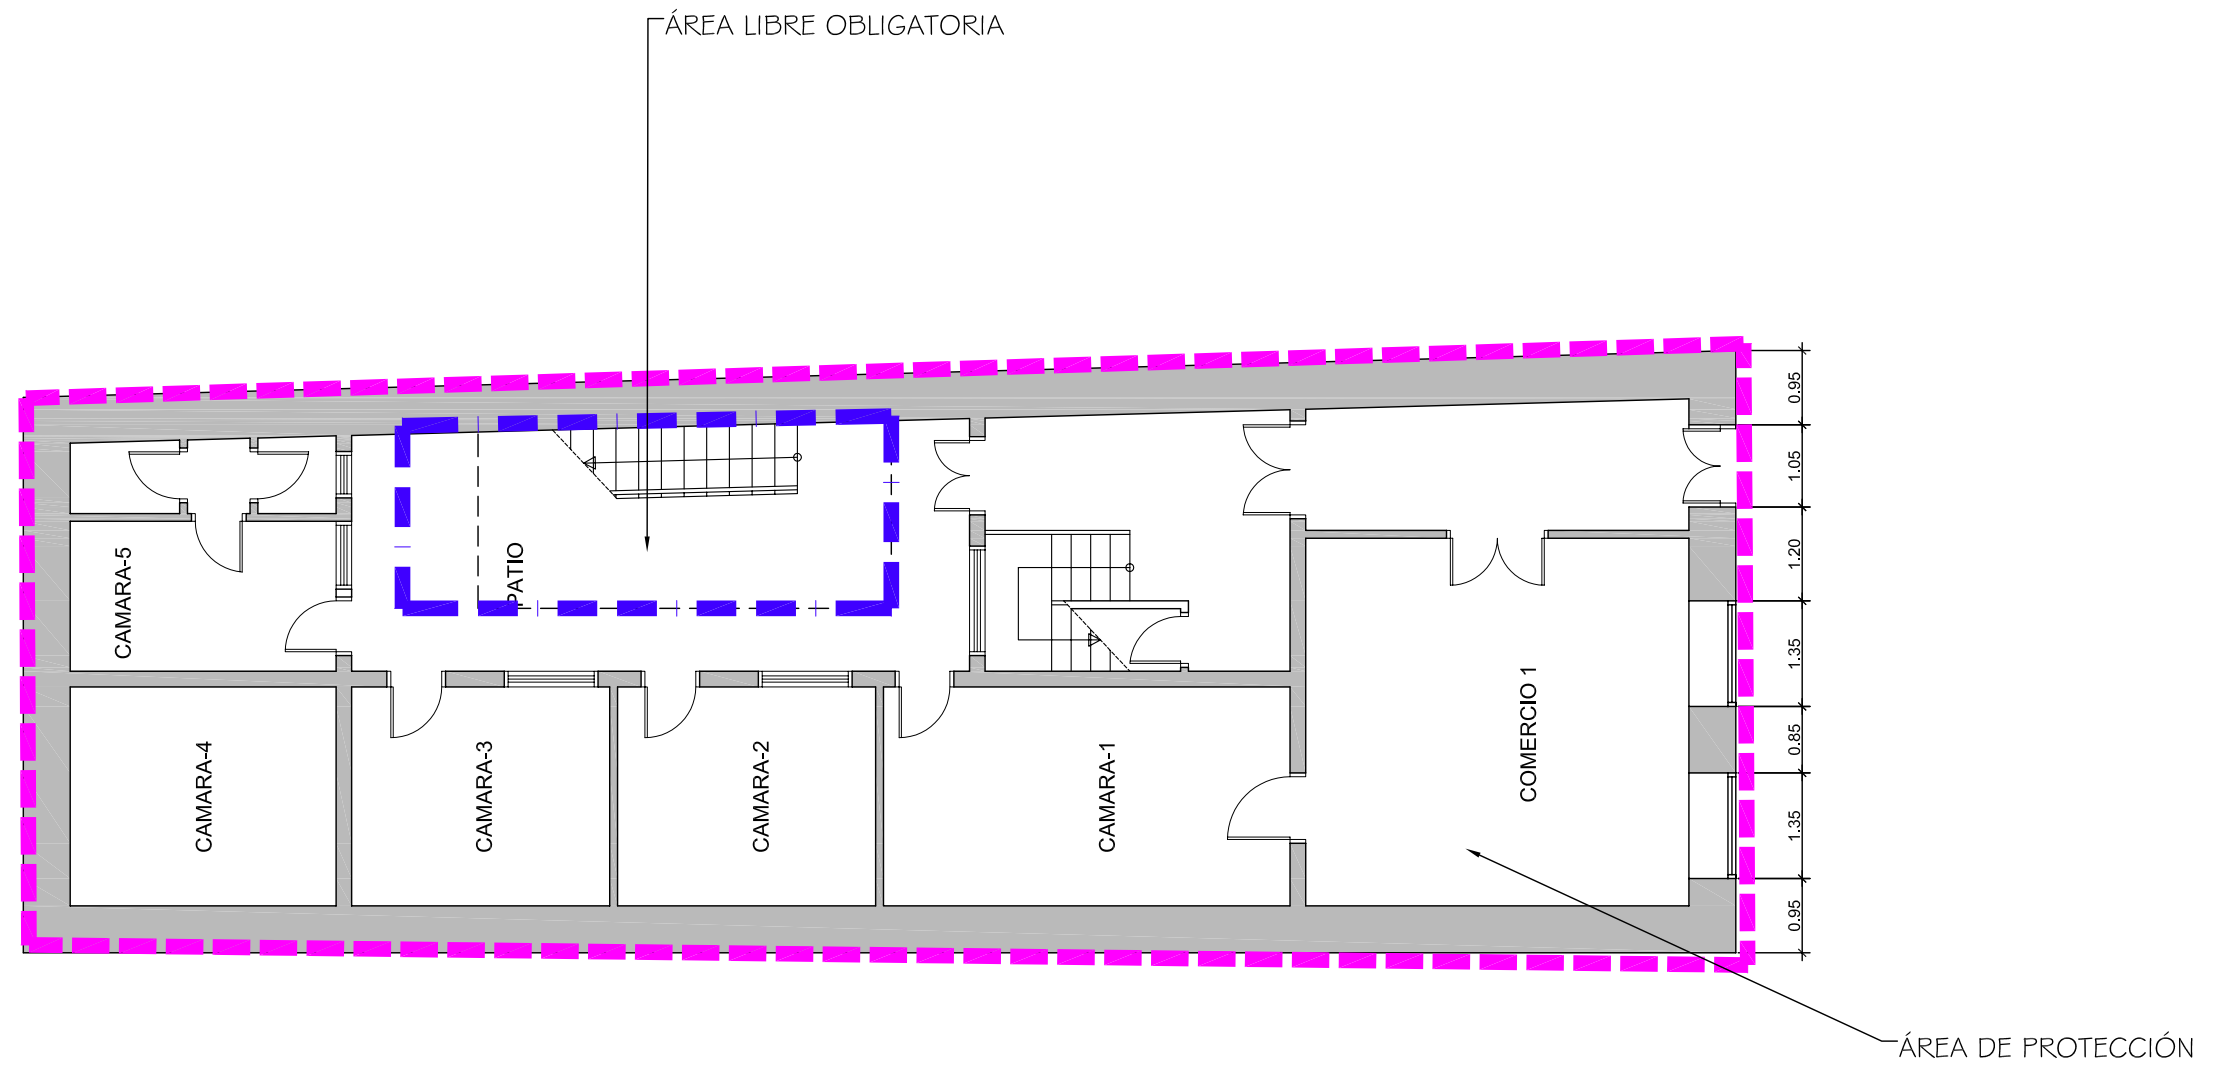 ÁREA LIBRE OBLIGATORIA
0.95
1.05
1.20
1.35
0.85
1.35
0.95
PATIO
CAMARA-5
CAMARA-4
CAMARA-3
CAMARA-2
CAMARA-1
COMERCIO 1
ÁREA DE PROTECCIÓN